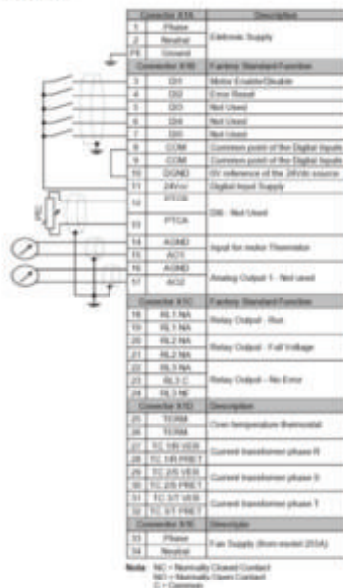 Connector X1A Description
1 Phase
2 Neutral
Eletronic Supply
PE Ground
Connector X1B Factory Standard Function
3 DI1 Motor Enable/Disable
4 DI2 Error Reset
5 DI3 Not Used
6 DI4 Not Used
7 DI5 Not Used
8 COM Common point of the Digital Inputs
9 COM Common point of the Digital Inputs
10 DGND 0V reference of the 24Vdc source
11 24Vcc Digital Input Supply
12 PTCB
DI6 - Not Used
13 PTCA
PTC
14 AGND
Input for motor Thermistor
15 AO1
16 AGND
Analog Output 1 - Not used
17 AO2
Connector X1C Factory Standard Function
18 RL1 NA
Relay Output - Run
19 RL1 NA
20 RL2 NA
Relay Output - Full Voltage
21 RL2 NA
22 RL3 NA
23 RL3 C Relay Output - No Error
24 RL3 NF
Connector X1D Description
25 TERM
Oven temperature thermostat
26 TERM
27 TC 1/R VER
Current transformer phase R
28 TC 1/R PRET
29 TC 2/S VER
Current transformer phase S
30 TC 2/S PRET
31 TC 3/T VER
Current transformer phase T
32 TC 3/T PRET
Connector X1E
33 Phase
Fan Supply (from model 255A)
34 Neutral
Note NC = Normally Closed Contact
NO = Normally Open Contact
C = Common